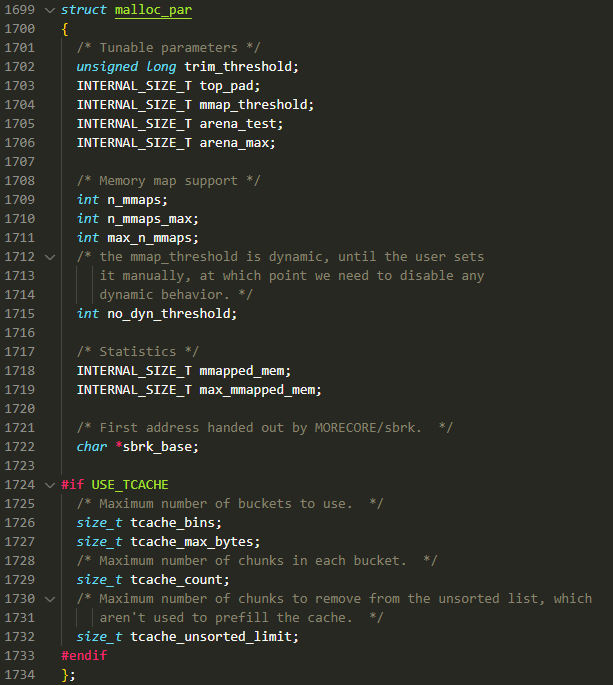 1699 struct malloc_par
1700 {
1701 /* Tunable parameters */
1702 unsigned long trim_threshold;
1703 INTERNAL_SIZE_T top_pad;
1704 INTERNAL_SIZE_T mmap_threshold;
1705 INTERNAL_SIZE_T arena_test;
1706 INTERNAL_SIZE_T arena_max;
1707
1708 /* Memory map support */
1709 int n_mmaps;
1710 int n_mmaps_max;
1711 int max_n_mmaps;
1712 /* the mmap_threshold is dynamic, until the user sets
1713 it manually, at which point we need to disable any
1714 dynamic behavior. */
1715 int no_dyn_threshold;
1716
1717 /* Statistics */
1718 INTERNAL_SIZE_T mmapped_mem;
1719 INTERNAL_SIZE_T max_mmapped_mem;
1720
1721 /* First address handed out by MORECORE/sbrk.  */
1722 char *sbrk_base;
1723
1724 #if USE_TCACHE
1725 /* Maximum number of buckets to use.  */
1726 size_t tcache_bins;
1727 size_t tcache_max_bytes;
1728 /* Maximum number of chunks in each bucket.  */
1729 size_t tcache_count;
1730 /* Maximum number of chunks to remove from the unsorted list, which
1731 aren't used to prefill the cache.  */
1732 size_t tcache_unsorted_limit;
1733 #endif
1734 };